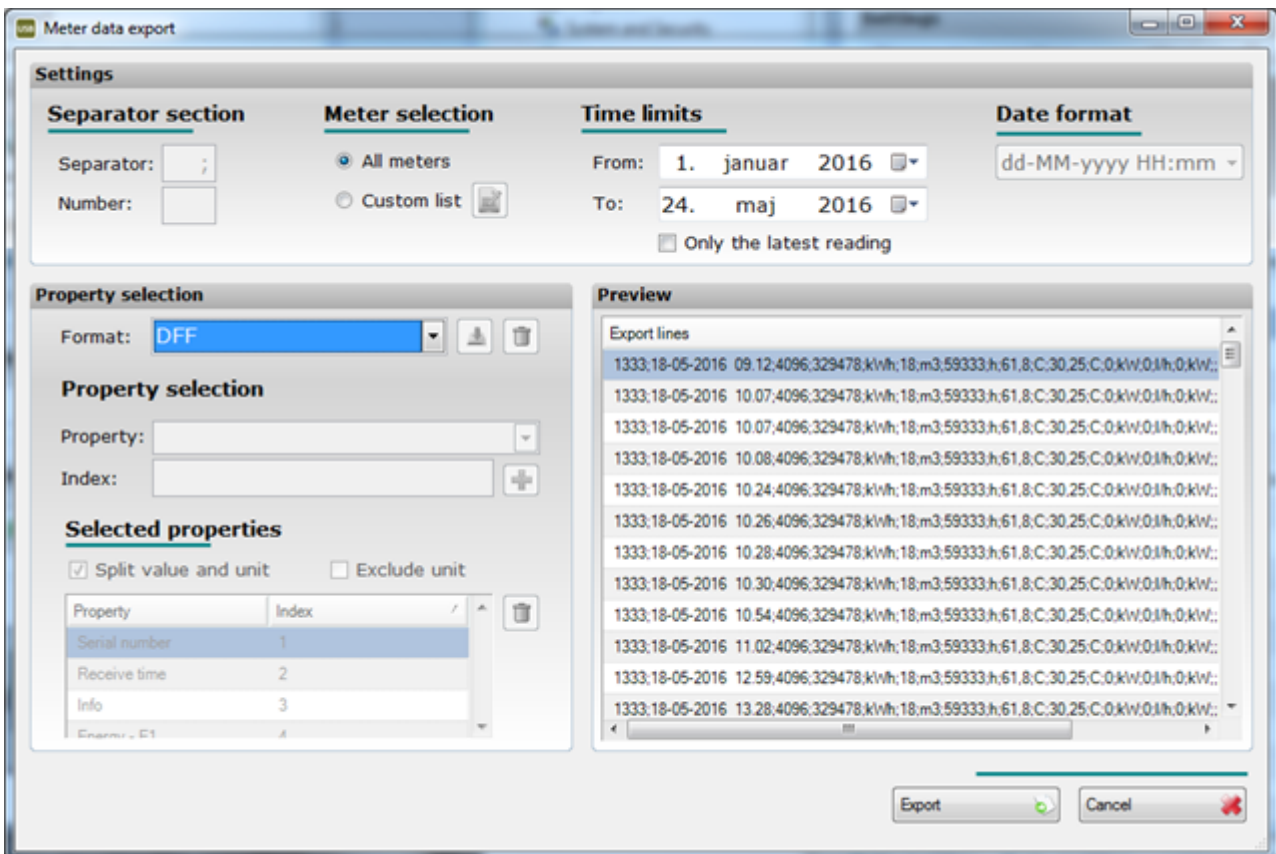 USB Meter data export
System and Security
Settings
Separator section
Separator: ;
Number:
Meter selection
All meters
Custom list
Time limits
From: 1. januar 2016
To: 24. maj 2016
Only the latest reading
Date format
dd-MM-yyyy HH:mm
Property selection
Format: DFF
Property selection
Property:
Index:
Selected properties
Split value and unit Exclude unit
Property Index
Serial number 1
Receive time 2
Info 3
Energy - E1 4
Preview
Export lines
1333;18-05-2016 09.12;4096;329478;kWh;18;m3;59333;h;61,8;C;30,25;C;0;kW;0;l/h;0;kW;;
1333;18-05-2016 10.07;4096;329478;kWh;18;m3;59333;h;61,8;C;30,25;C;0;kW;0;l/h;0;kW;;
1333;18-05-2016 10.07;4096;329478;kWh;18;m3;59333;h;61,8;C;30,25;C;0;kW;0;l/h;0;kW;;
1333;18-05-2016 10.08;4096;329478;kWh;18;m3;59333;h;61,8;C;30,25;C;0;kW;0;l/h;0;kW;;
1333;18-05-2016 10.24;4096;329478;kWh;18;m3;59333;h;61,8;C;30,25;C;0;kW;0;l/h;0;kW;;
1333;18-05-2016 10.26;4096;329478;kWh;18;m3;59333;h;61,8;C;30,25;C;0;kW;0;l/h;0;kW;;
1333;18-05-2016 10.28;4096;329478;kWh;18;m3;59333;h;61,8;C;30,25;C;0;kW;0;l/h;0;kW;;
1333;18-05-2016 10.30;4096;329478;kWh;18;m3;59333;h;61,8;C;30,25;C;0;kW;0;l/h;0;kW;;
1333;18-05-2016 10.54;4096;329478;kWh;18;m3;59333;h;61,8;C;30,25;C;0;kW;0;l/h;0;kW;;
1333;18-05-2016 11.02;4096;329478;kWh;18;m3;59333;h;61,8;C;30,25;C;0;kW;0;l/h;0;kW;;
1333;18-05-2016 12.59;4096;329478;kWh;18;m3;59333;h;61,8;C;30,25;C;0;kW;0;l/h;0;kW;;
1333;18-05-2016 13.28;4096;329478;kWh;18;m3;59333;h;61,8;C;30,25;C;0;kW;0;l/h;0;kW;;
Export
Cancel